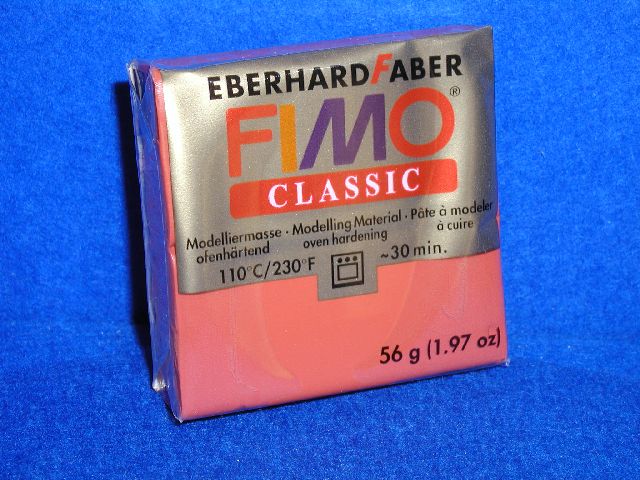 EBERHARDFABER
FIMO®
CLASSIC
Modelliermasse · Modelling Material · Pâte à modeler
ofenhärtend oven hardening à cuire
110°C/230°F ~30 min.
56 g (1.97 oz)